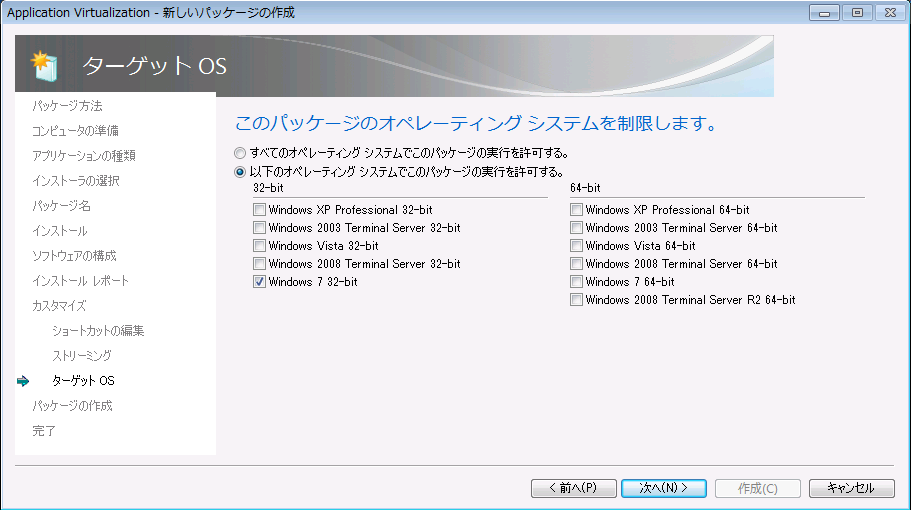 Application Virtualization - 新しいパッケージの作成
ターゲット OS
パッケージ方法
コンピュータの準備
アプリケーションの種類
インストーラの選択
パッケージ名
インストール
ソフトウェアの構成
インストール レポート
カスタマイズ
ショートカットの編集
ストリーミング
ターゲット OS
パッケージの作成
完了
このパッケージのオペレーティング システムを制限します。
すべてのオペレーティング システムでこのパッケージの実行を許可する。
以下のオペレーティング システムでこのパッケージの実行を許可する。
32-bit
Windows XP Professional 32-bit
Windows 2003 Terminal Server 32-bit
Windows Vista 32-bit
Windows 2008 Terminal Server 32-bit
Windows 7 32-bit
64-bit
Windows XP Professional 64-bit
Windows 2003 Terminal Server 64-bit
Windows Vista 64-bit
Windows 2008 Terminal Server 64-bit
Windows 7 64-bit
Windows 2008 Terminal Server R2 64-bit
< 前へ(P)
次へ(N) >
作成(C)
キャンセル